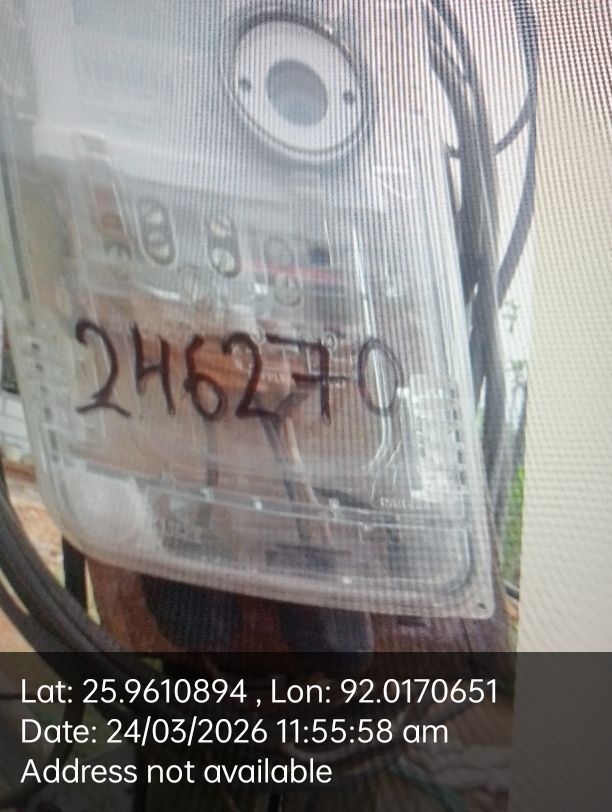 246270
Lat: 25.9610894 , Lon: 92.0170651
Date: 24/03/2026 11:55:58 am
Address not available